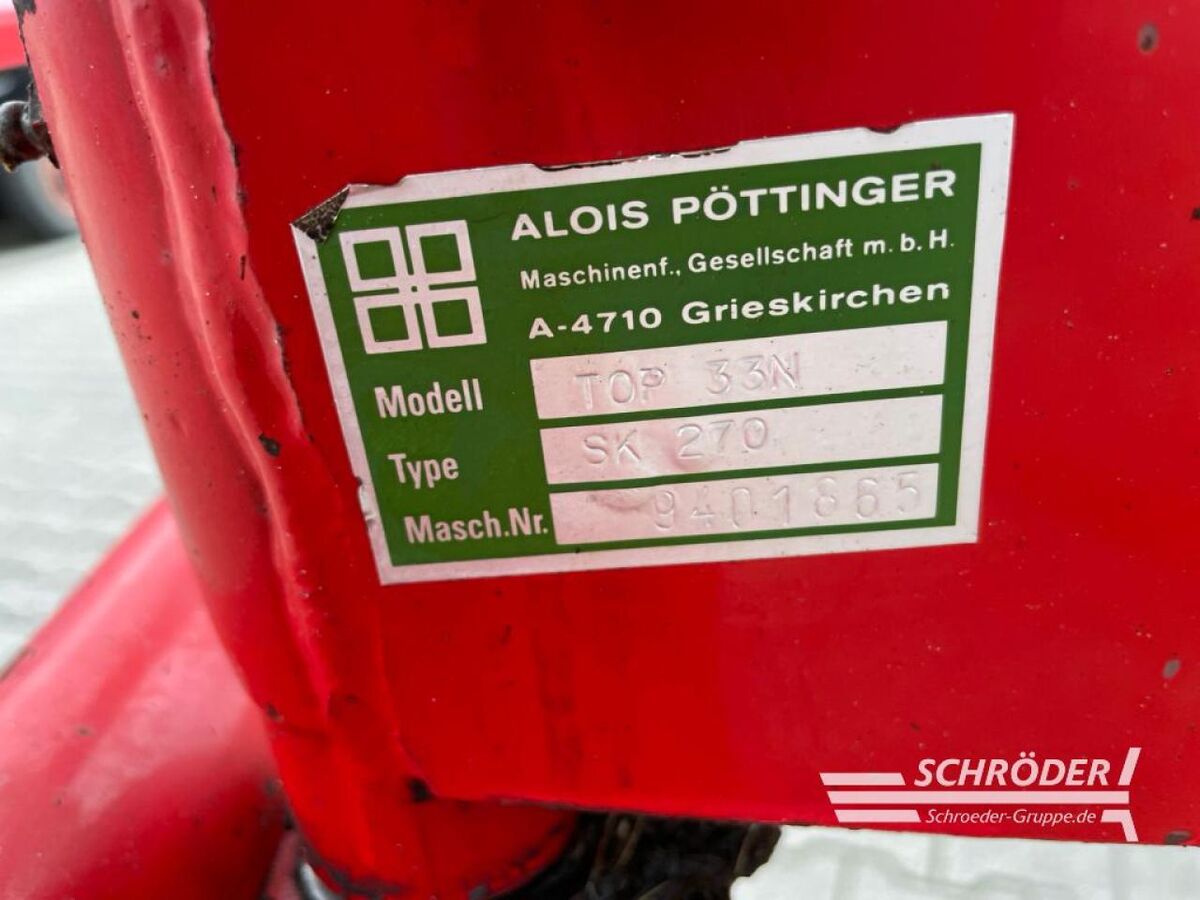 ALOIS PÖTTINGER
Maschinenf., Gesellschaft m. b. H.
A-4710 Grieskirchen
Modell TOP 33N
Type SK 270
Masch.Nr. 9401865
SCHRÖDER
Schroeder-Gruppe.de